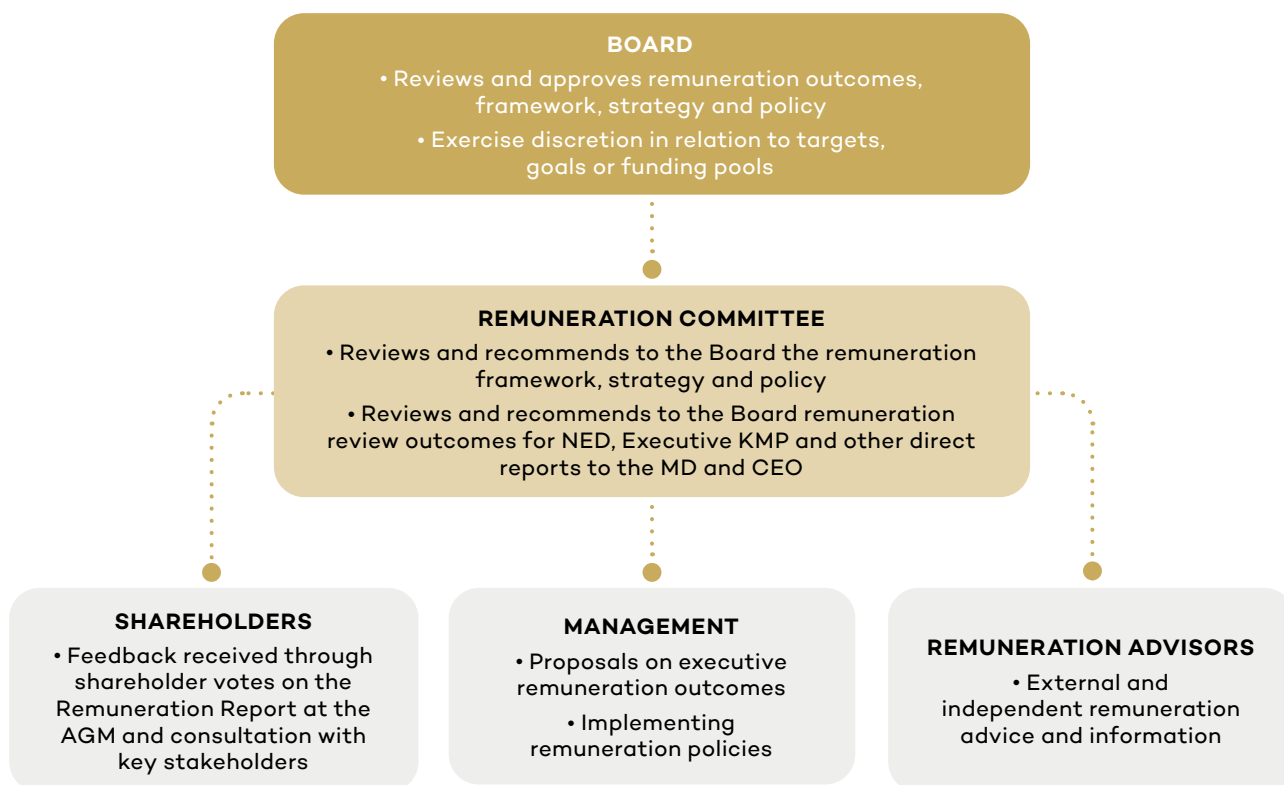 BOARD
• Reviews and approves remuneration outcomes,
framework, strategy and policy
• Exercise discretion in relation to targets,
goals or funding pools
REMUNERATION COMMITTEE
• Reviews and recommends to the Board the remuneration
framework, strategy and policy
• Reviews and recommends to the Board remuneration
review outcomes for NED, Executive KMP and other direct
reports to the MD and CEO
SHAREHOLDERS
• Feedback received through
shareholder votes on the
Remuneration Report at the
AGM and consultation with
key stakeholders
MANAGEMENT
• Proposals on executive
remuneration outcomes
• Implementing
remuneration policies
REMUNERATION ADVISORS
• External and
independent remuneration
advice and information